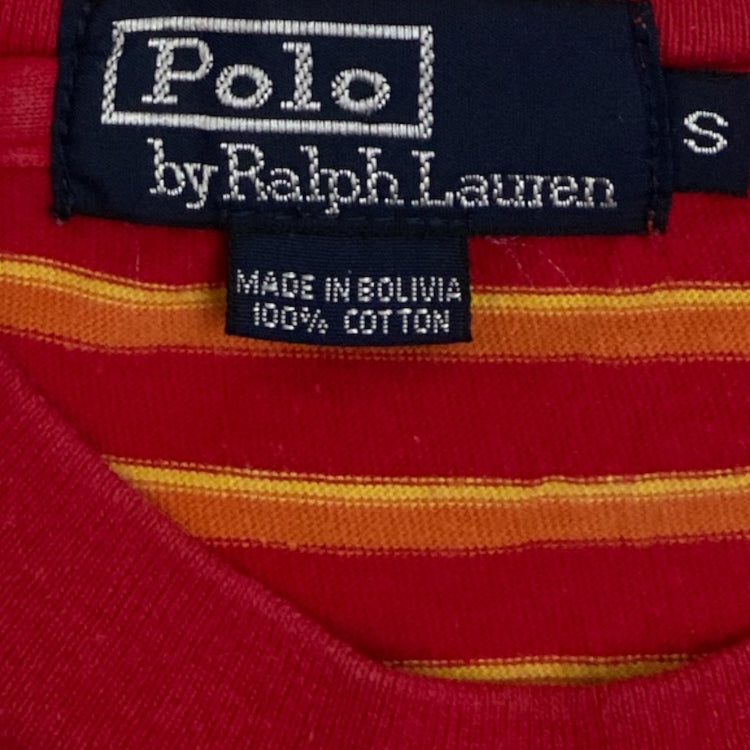 Polo
by Ralph Lauren
S
MADE IN BOLIVIA
100% COTTON